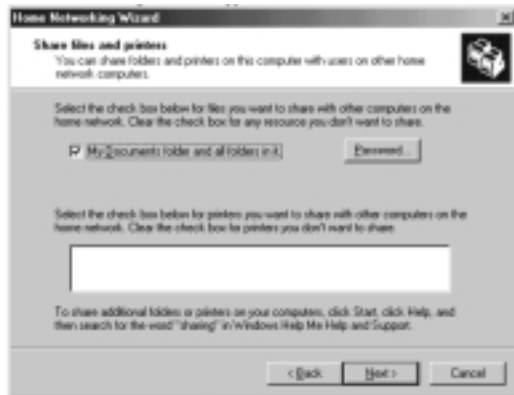 Home Networking Wizard
Share files and printers
You can share folders and printers on this computer with users on other home
network computers.
Select the check box below for files you want to share with other computers on the
home network. Clear the check box for any resource you don't want to share.
My Documents folder and all folders in it.
Password...
Select the check box below for printers you want to share with other computers on the
home network. Clear the check box for printers you don't want to share.
To share additional folders or printers on your computers, click Start, click Help, and
then search for the word "sharing" in Windows Help Me Help and Support.
< Back
Next >
Cancel